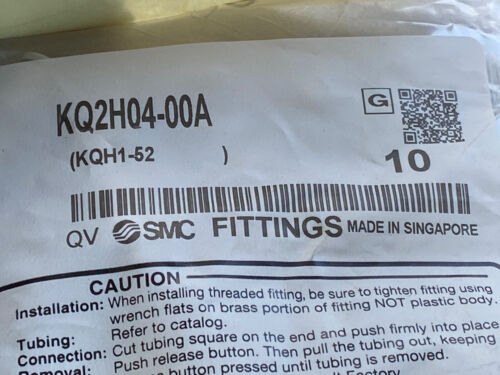 KQ2H04-00A
G
(KQH1-52 )
10
QV SMC FITTINGS MADE IN SINGAPORE
CAUTION
Installation: When installing threaded fitting, be sure to tighten fitting using
wrench flats on brass portion of fitting NOT plastic body.
Tubing: Refer to catalog.
Connection: Cut tubing square on the end and push firmly into place
Removal: Push release button. Then pull the tubing out, keeping
button pressed until tubing is removed.
Factory